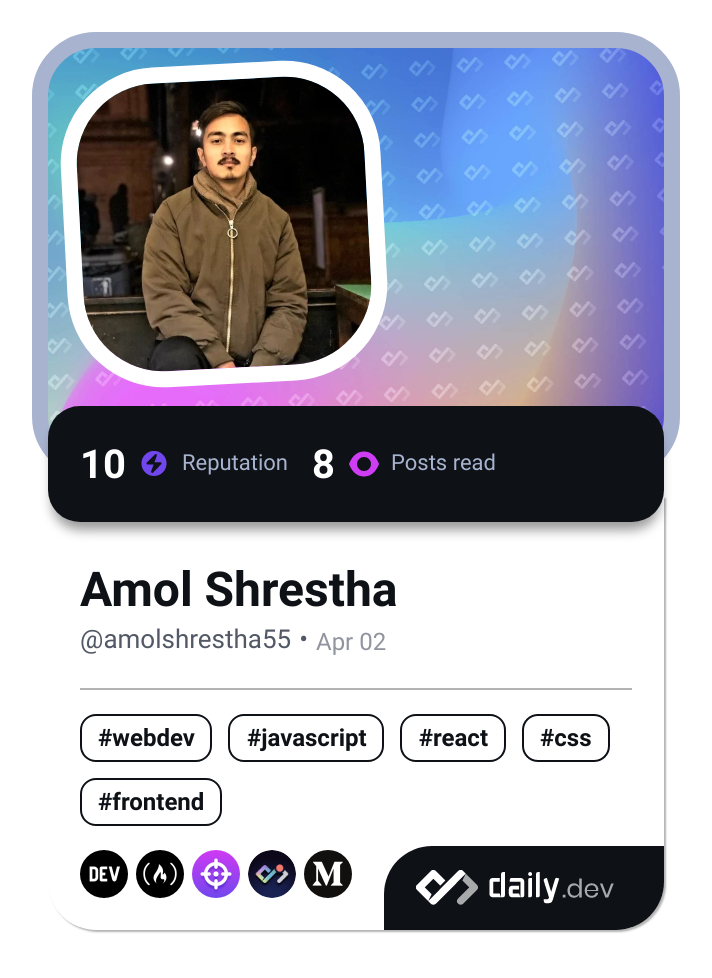 10 Reputation 8 Posts read
Amol Shrestha
@amolshrestha55 • Apr 02
#webdev #javascript #react #css
#frontend
DEV M daily.dev